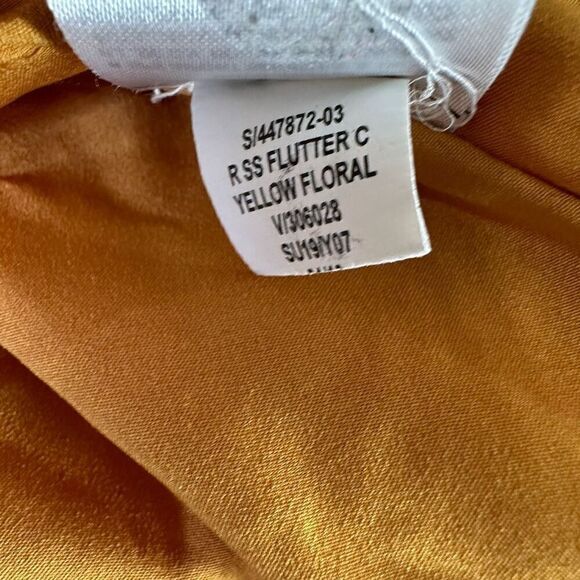 S/447872-03
R SS FLUTTER C
YELLOW FLORAL
V/306028
SU19/Y07